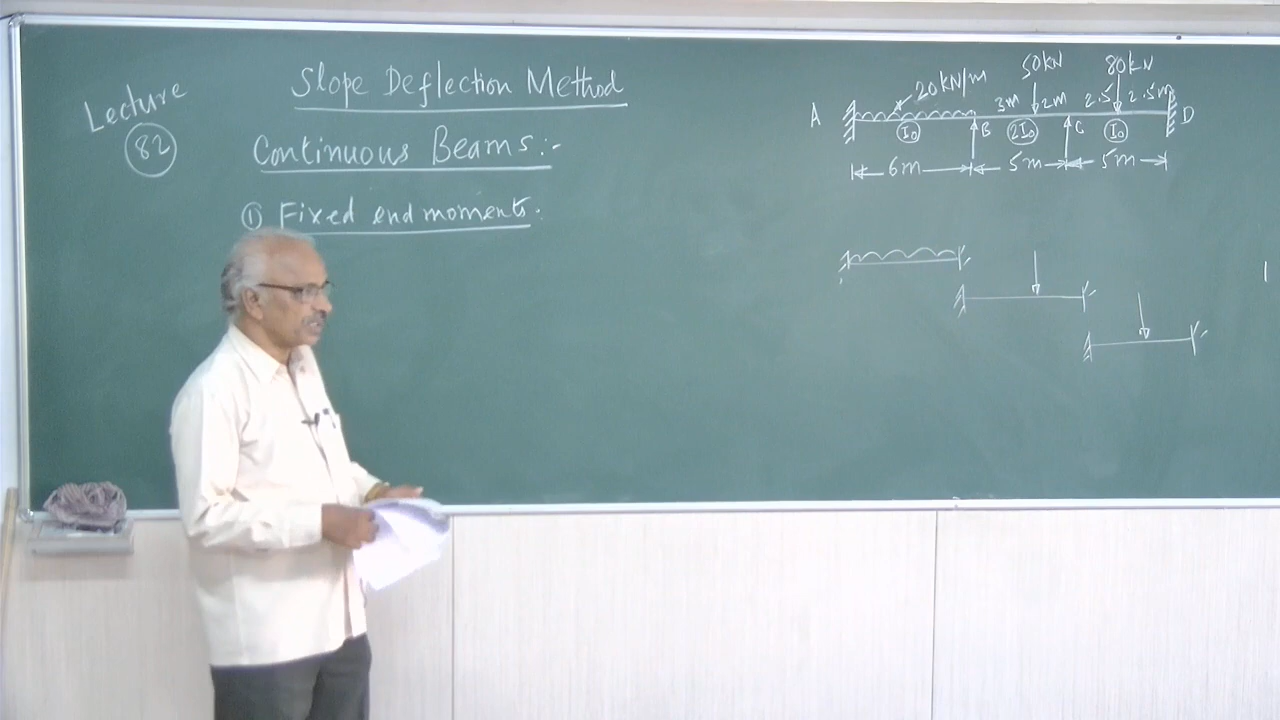 Lecture
82
Slope Deflection Method
Continuous Beams:-
① Fixed end moments.
20kN/m 50kN 80kN
3m 2m 2.5 2.5m
A B C D
I₀ 2I₀ I₀
6m 5m 5m